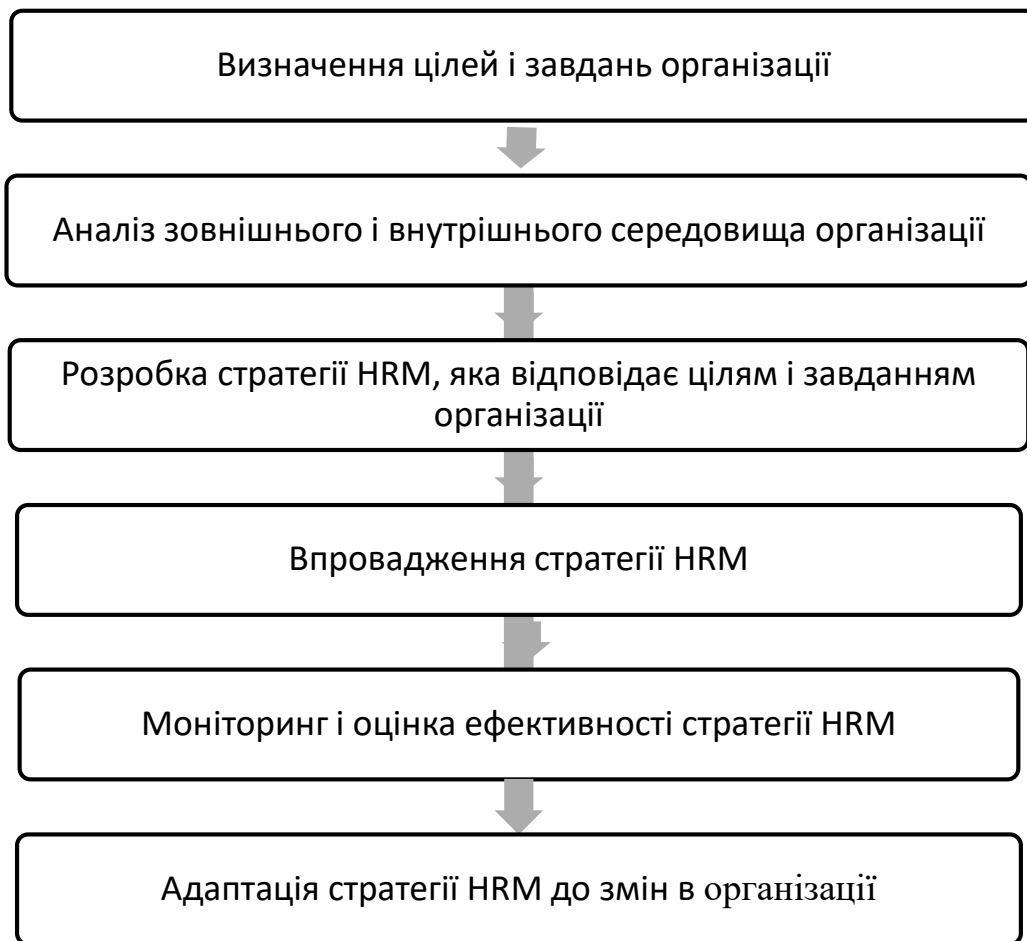 Визначення цілей і завдань організації
Аналіз зовнішнього і внутрішнього середовища організації
Розробка стратегії HRM, яка відповідає цілям і завданням
організації
Впровадження стратегії HRM
Моніторинг і оцінка ефективності стратегії HRM
Адаптація стратегії HRM до змін в організації